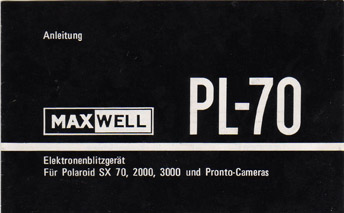 Anleitung
MAXWELL
PL-70
Elektronenblitzgerät
Für Polaroid SX 70, 2000, 3000 und Pronto-Cameras